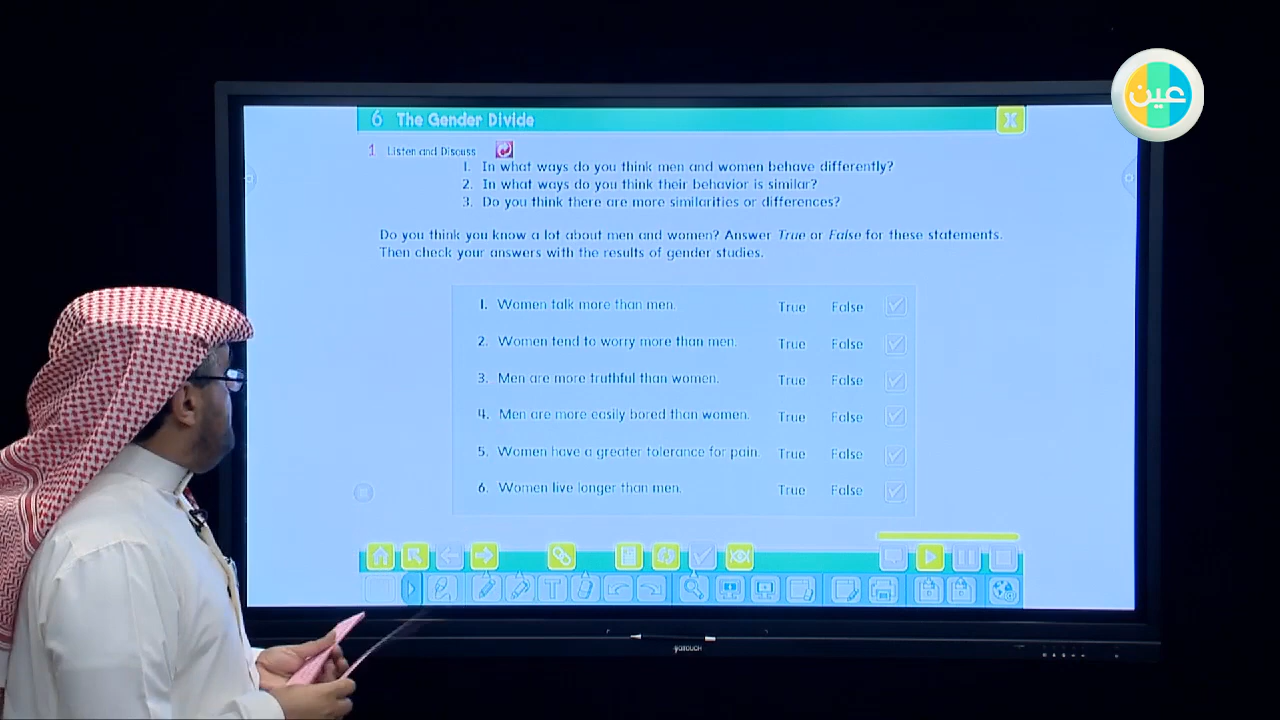 عين
6 The Gender Divide
1 Listen and Discuss
1. In what ways do you think men and women behave differently?
2. In what ways do you think their behavior is similar?
3. Do you think there are more similarities or differences?
Do you think you know a lot about men and women? Answer True or False for these statements.
Then check your answers with the results of gender studies.
1. Women talk more than men. True False
2. Women tend to worry more than men. True False
3. Men are more truthful than women. True False
4. Men are more easily bored than women. True False
5. Women have a greater tolerance for pain. True False
6. Women live longer than men. True False